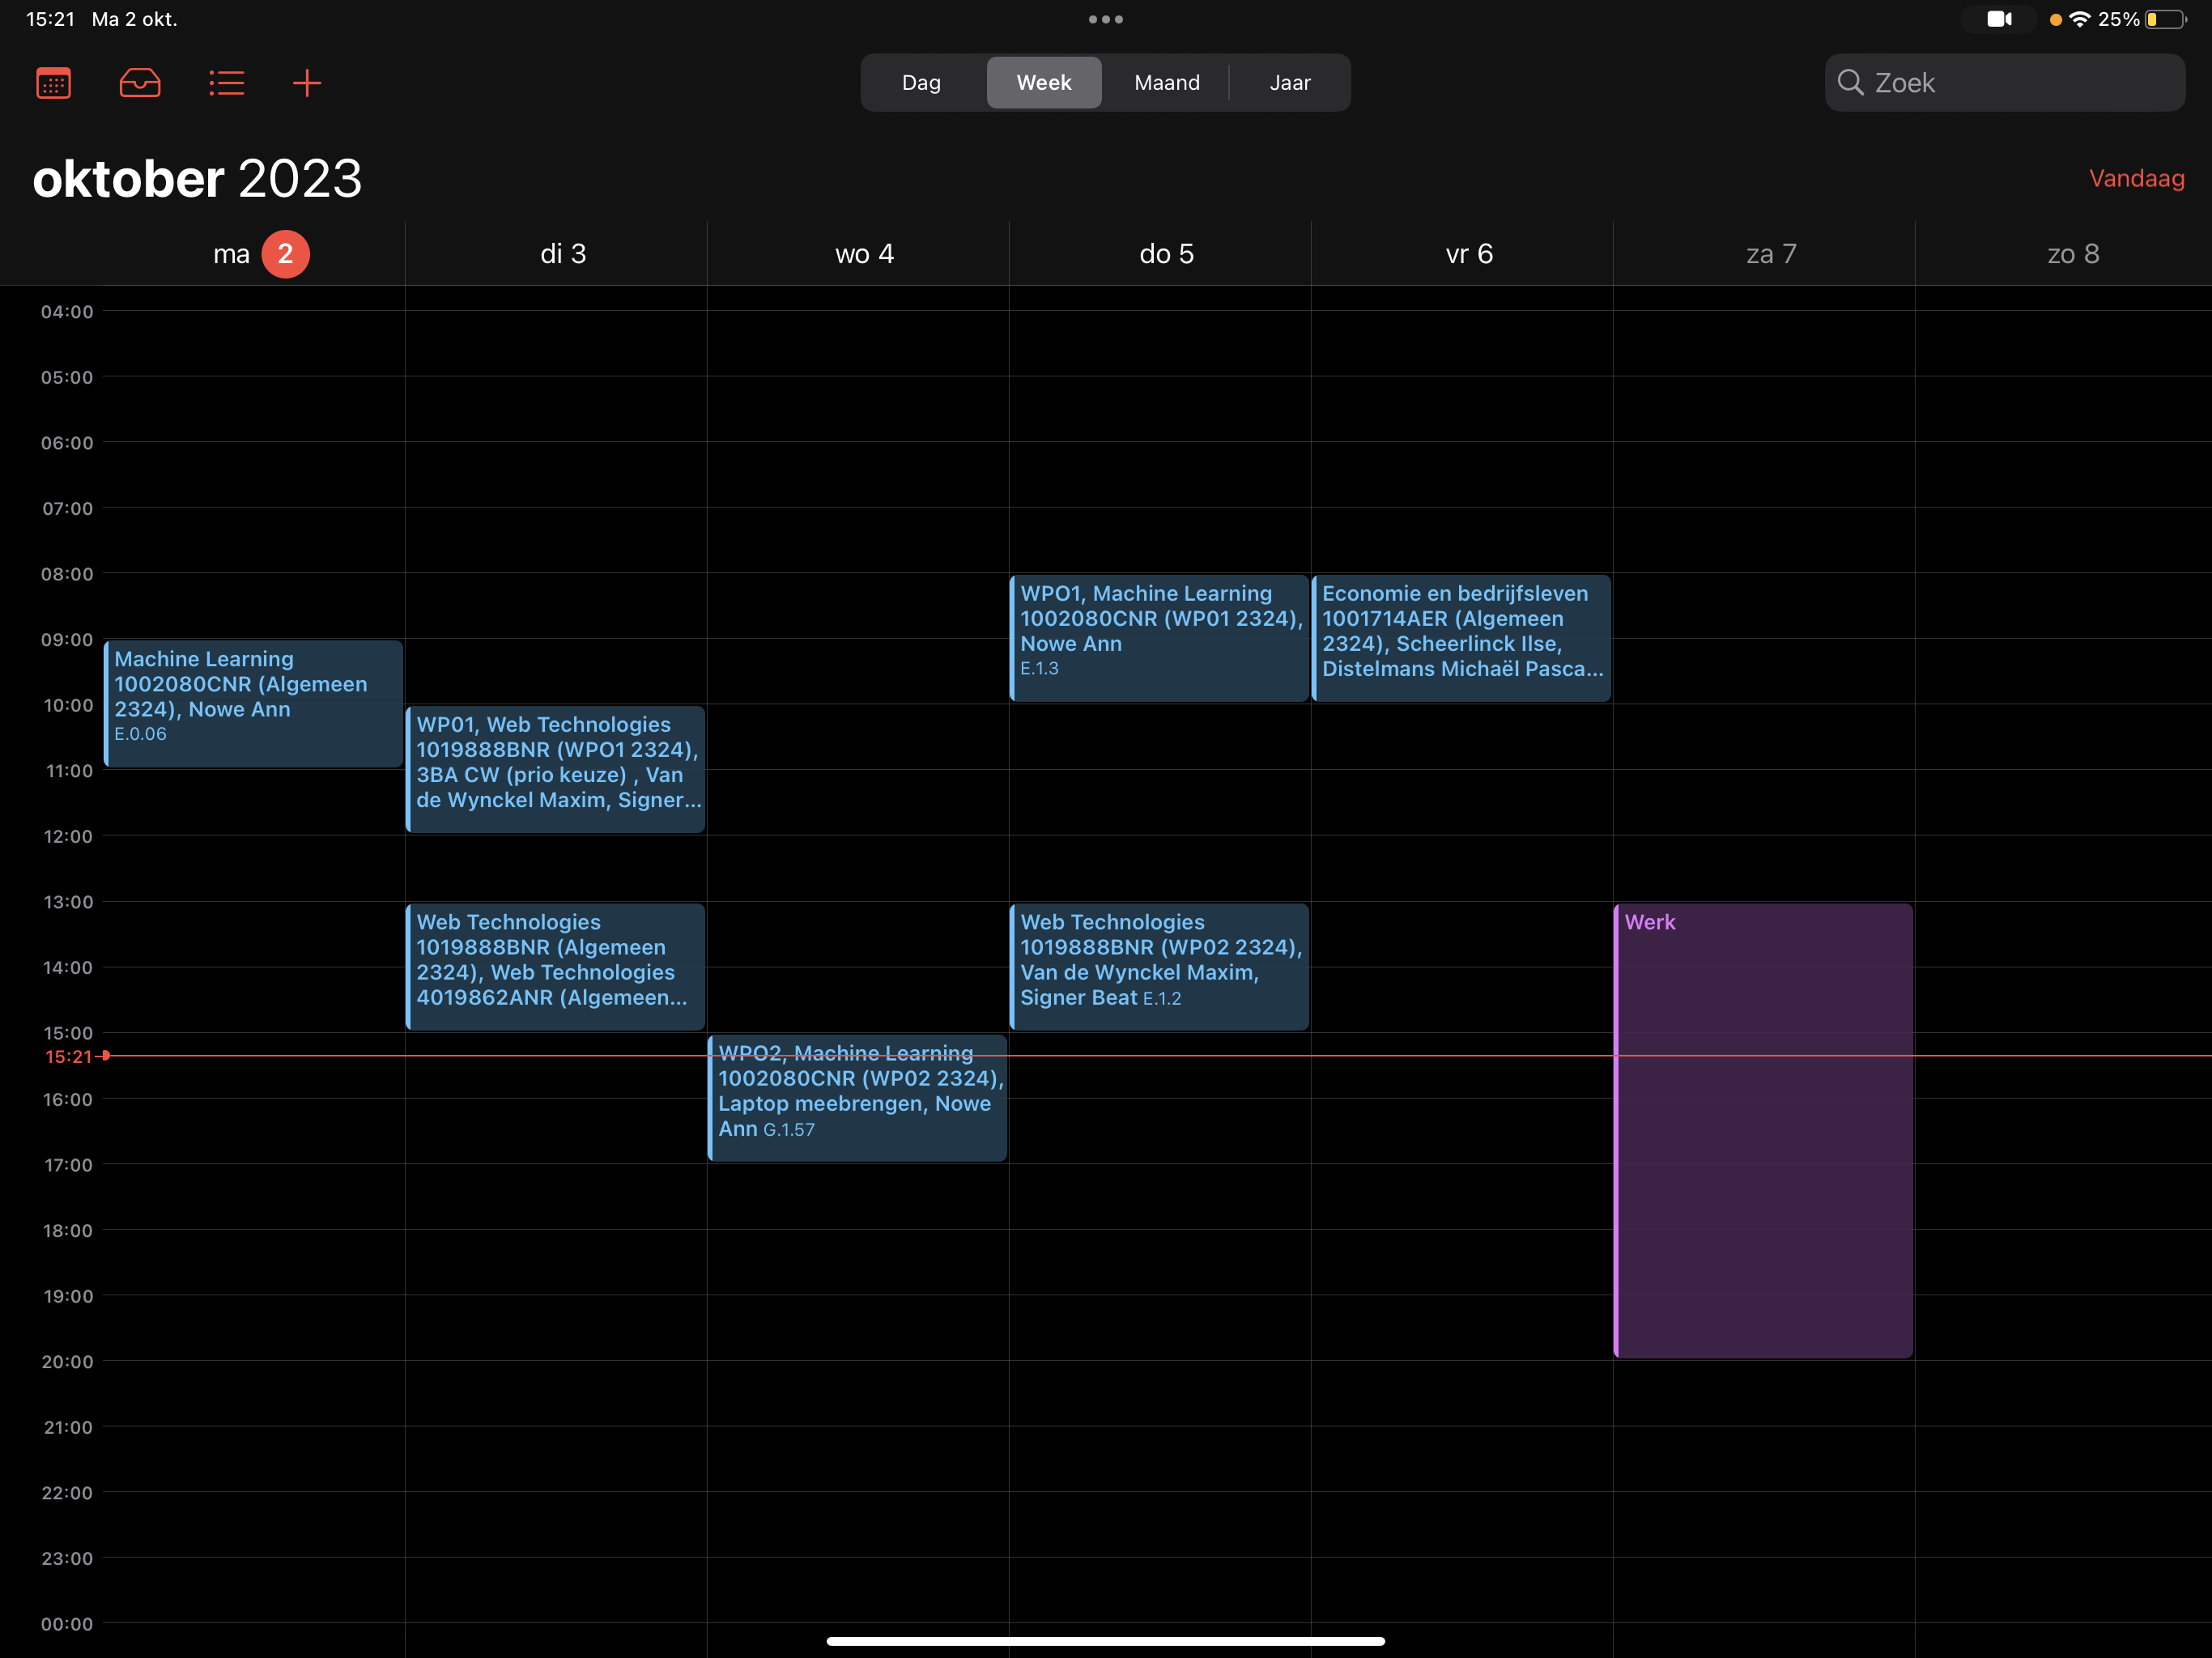 15:21 Ma 2 okt.
25%
Dag Week Maand Jaar
Zoek
oktober 2023
Vandaag
ma 2
di 3
wo 4
do 5
vr 6
za 7
zo 8
04:00
05:00
06:00
07:00
08:00
09:00
10:00
11:00
12:00
13:00
14:00
15:00
15:21
16:00
17:00
18:00
19:00
20:00
21:00
22:00
23:00
00:00
Machine Learning
1002080CNR (Algemeen
2324), Nowe Ann
E.0.06
WP01, Web Technologies
1019888BNR (WPO1 2324),
3BA CW (prio keuze) , Van
de Wynckel Maxim, Signer...
Web Technologies
1019888BNR (Algemeen
2324), Web Technologies
4019862ANR (Algemeen...
WPO2, Machine Learning
1002080CNR (WP02 2324),
Laptop meebrengen, Nowe
Ann G.1.57
WPO1, Machine Learning
1002080CNR (WP01 2324),
Nowe Ann
E.1.3
Web Technologies
1019888BNR (WP02 2324),
Van de Wynckel Maxim,
Signer Beat E.1.2
Economie en bedrijfsleven
1001714AER (Algemeen
2324), Scheerlinck Ilse,
Distelmans Michaël Pasca...
Werk